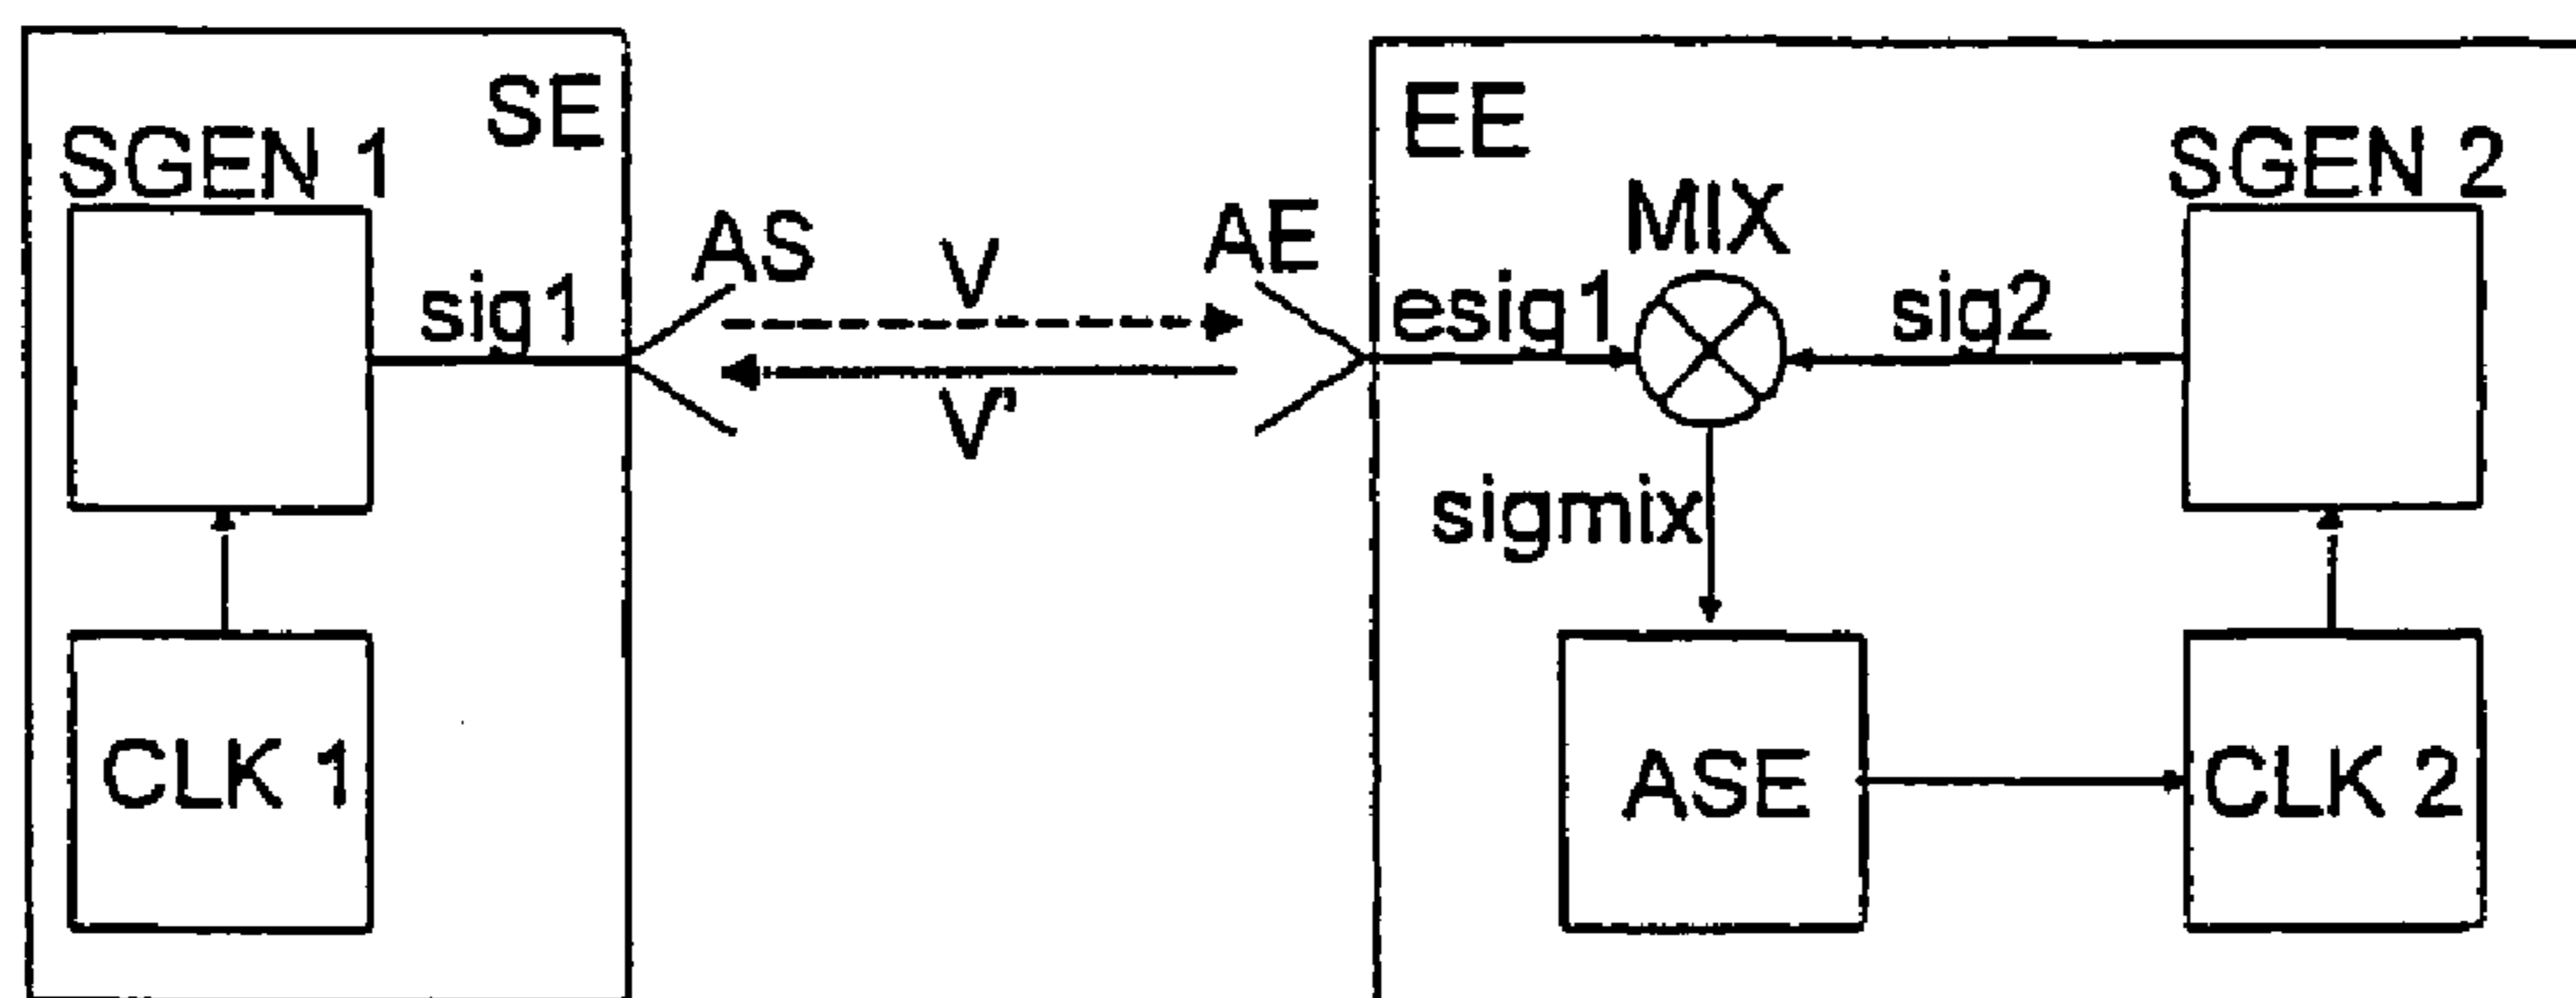 SE
SGEN 1
sig1
CLK 1
AS
V
V'
AE
EE
esig1
MIX
sig2
SGEN 2
sigmix
ASE
CLK 2